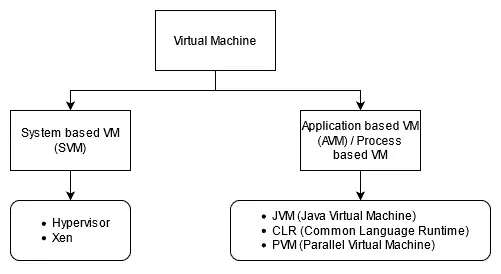 Virtual Machine
System based VM
(SVM)
Application based VM
(AVM) / Process
based VM
• Hypervisor
• Xen
• JVM (Java Virtual Machine)
• CLR (Common Language Runtime)
• PVM (Parallel Virtual Machine)